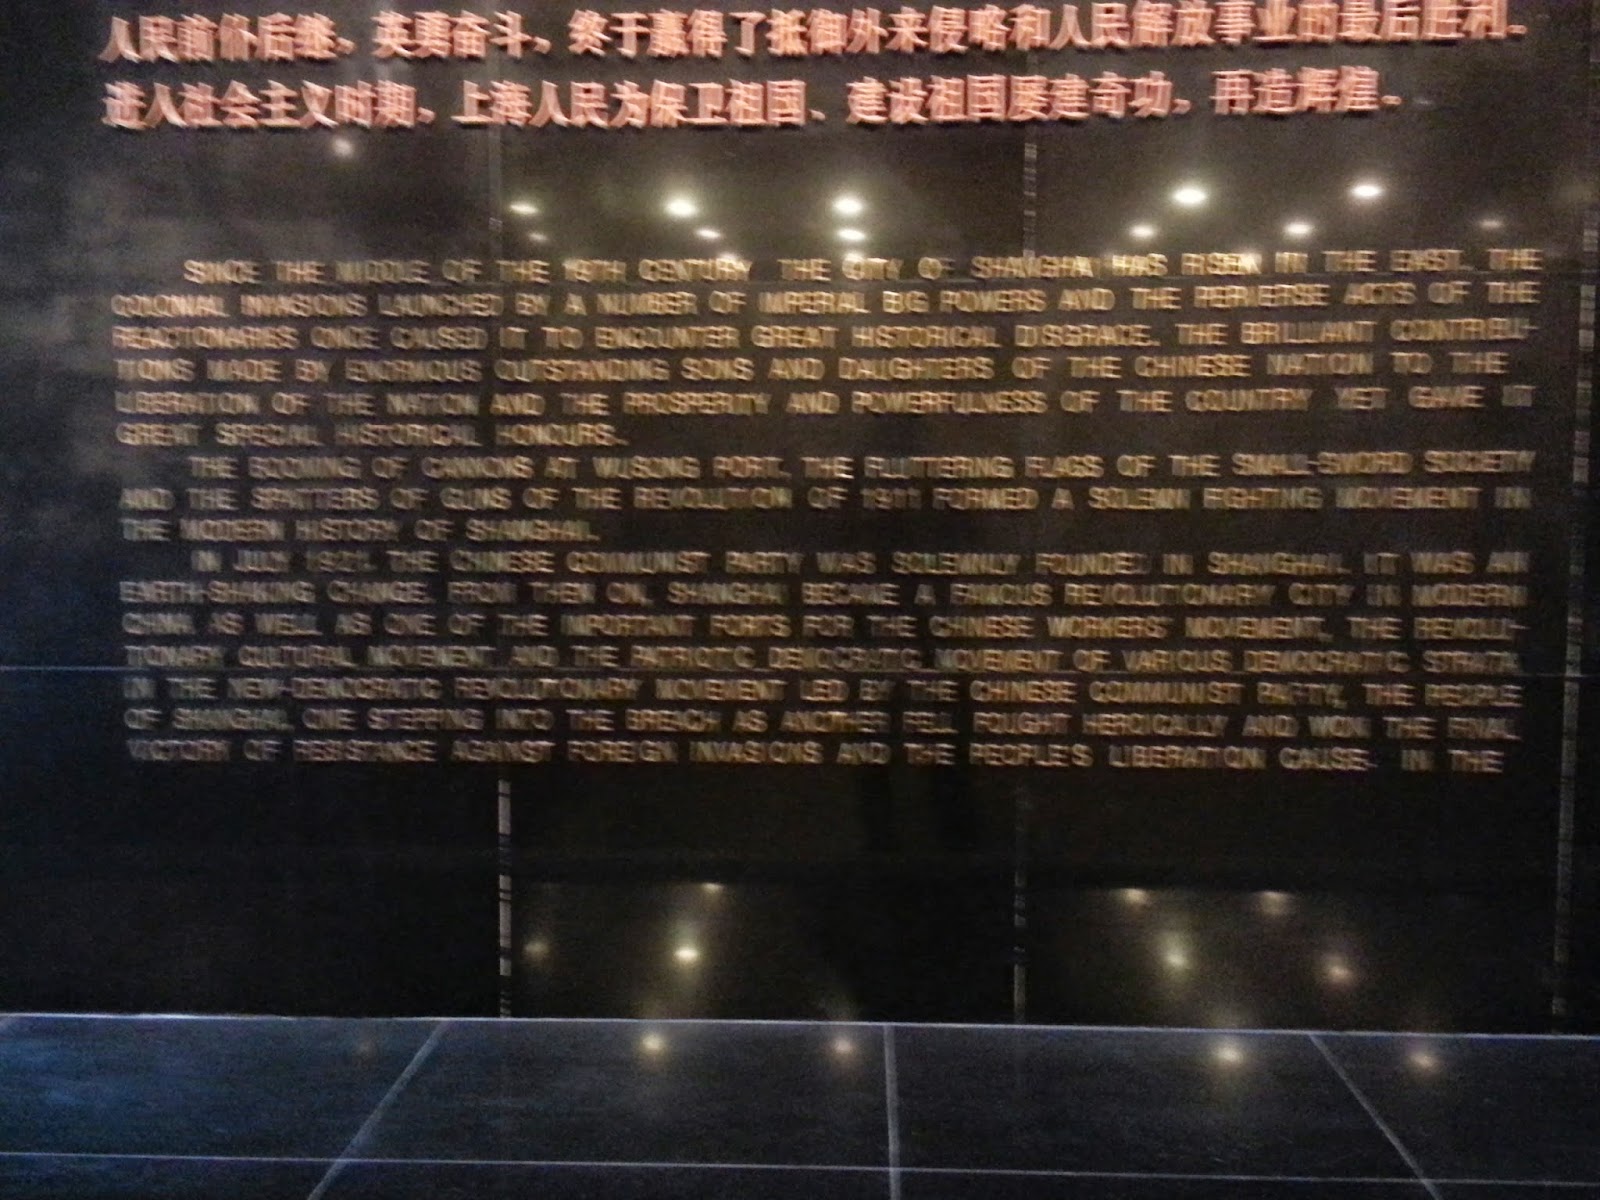 人民前仆后继，英勇奋斗，终于赢得了抵御外来侵略和人民解放事业的最后胜利。
进入社会主义时期，上海人民为保卫祖国、建设祖国屡建奇功，再造辉煌。
SINCE THE MIDDLE OF THE 19TH CENTURY THE CITY OF SHANGHAI HAS RISEN IN THE EAST. THE
COLONIAL INVASIONS LAUNCHED BY A NUMBER OF IMPERIAL BIG POWERS AND THE PERVERSE ACTS OF THE
REACTIONARIES ONCE CAUSED IT TO ENCOUNTER GREAT HISTORICAL DISGRACE. THE BRILLIANT CONTRIBU-
TIONS MADE BY ENORMOUS OUTSTANDING SONS AND DAUGHTERS OF THE CHINESE NATION TO THE
LIBERATION OF THE NATION AND THE PROSPERITY AND POWERFULNESS OF THE COUNTRY YET GAVE IT
GREAT SPECIAL HISTORICAL HONOURS.
THE BOOMING OF CANNONS AT WUSONG PORT, THE FLUTTERING FLAGS OF THE SMALL-SWORD SOCIETY
AND THE SPATTERS OF GUNS OF THE REVOLUTION OF 1911 FORMED A SOLEMN FIGHTING MOVEMENT IN
THE MODERN HISTORY OF SHANGHAI.
IN JULY 1921, THE CHINESE COMMUNIST PARTY WAS SOLEMNLY FOUNDED IN SHANGHAI. IT WAS AN
EARTH-SHAKING CHANGE. FROM THEN ON, SHANGHAI BECAME A FAMOUS REVOLUTIONARY CITY IN MODERN
CHINA AS WELL AS ONE OF THE IMPORTANT PORTS FOR THE CHINESE WORKERS' MOVEMENT, THE REVOLU-
TIONARY CULTURAL MOVEMENT AND THE PATRIOTIC DEMOCRATIC MOVEMENT OF VARIOUS DEMOCRATIC STRATA.
IN THE NEW-DEMOCRATIC REVOLUTIONARY MOVEMENT LED BY THE CHINESE COMMUNIST PARTY, THE PEOPLE
OF SHANGHAI, ONE STEPPING INTO THE BREACH AS ANOTHER FELL FOUGHT HEROICALLY AND WON THE FINAL
VICTORY OF RESISTANCE AGAINST FOREIGN INVASIONS AND THE PEOPLE'S LIBERATION CAUSE. IN THE